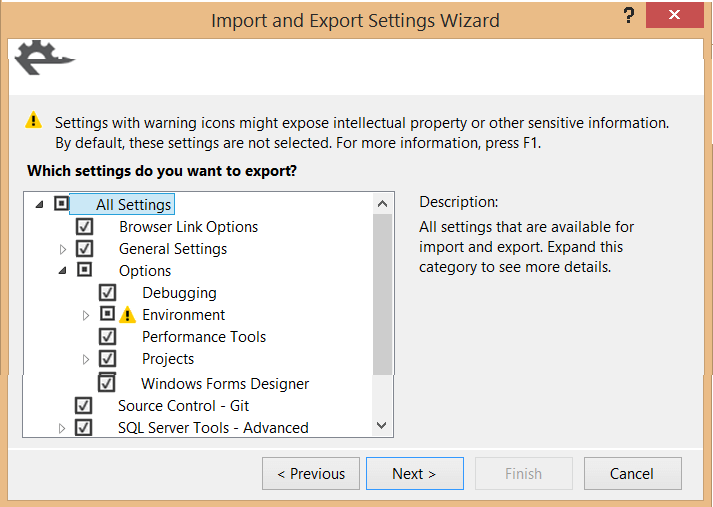 Import and Export Settings Wizard
?
Settings with warning icons might expose intellectual property or other sensitive information.
By default, these settings are not selected. For more information, press F1.
Which settings do you want to export?
All Settings
Browser Link Options
General Settings
Options
Debugging
Environment
Performance Tools
Projects
Windows Forms Designer
Source Control - Git
SQL Server Tools - Advanced
Description:
All settings that are available for
import and export. Expand this
category to see more details.
< Previous
Next >
Finish
Cancel